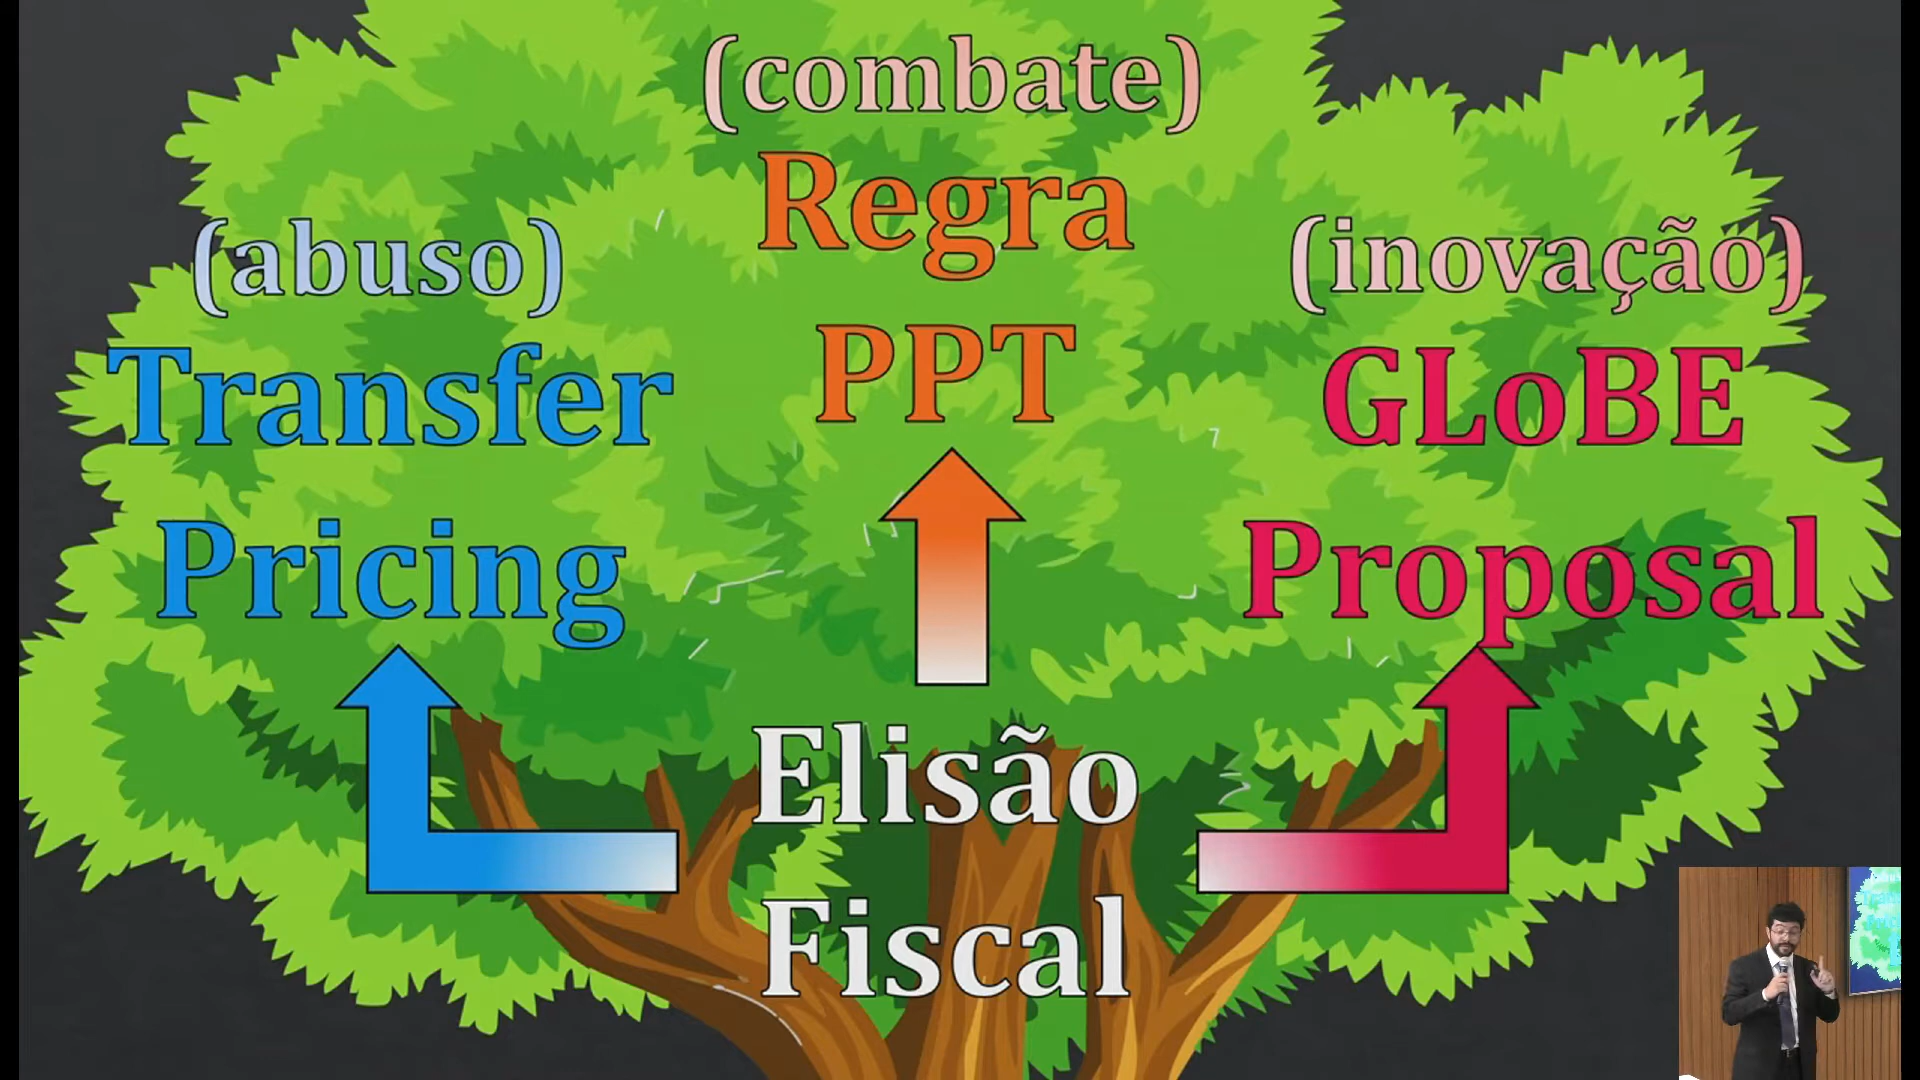 (combate)
Regra
PPT
(abuso)
Transfer
Pricing
(inovação)
GLoBE
Proposal
Elisão
Fiscal